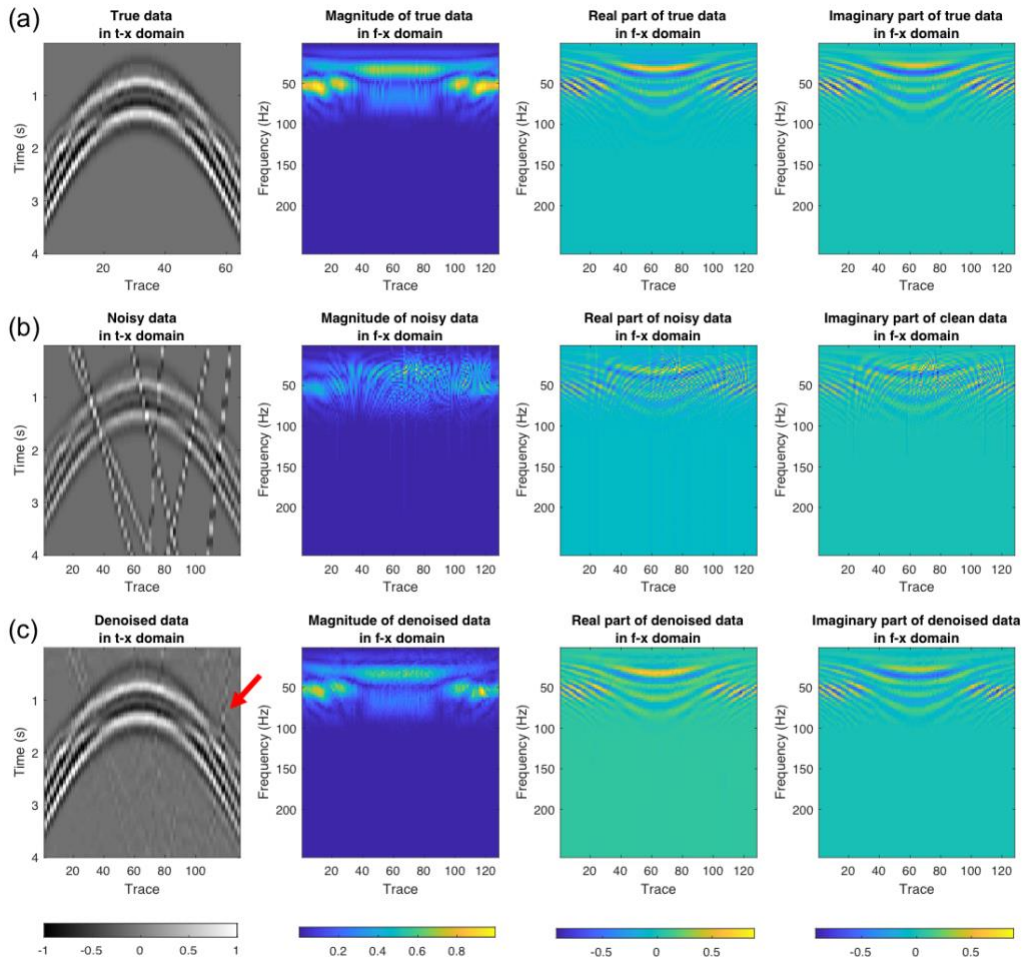 (a)
True data
in t-x domain
Magnitude of true data
in f-x domain
Real part of true data
in f-x domain
Imaginary part of true data
in f-x domain
Time (s)
1
2
3
4
20 40 60
Trace
Frequency (Hz)
50
100
150
200
20 40 60 80 100 120
Trace
Frequency (Hz)
50
100
150
200
20 40 60 80 100 120
Trace
Frequency (Hz)
50
100
150
200
20 40 60 80 100 120
Trace
(b)
Noisy data
in t-x domain
Magnitude of noisy data
in f-x domain
Real part of noisy data
in f-x domain
Imaginary part of clean data
in f-x domain
Time (s)
1
2
3
4
20 40 60 80 100
Trace
Frequency (Hz)
50
100
150
200
20 40 60 80 100 120
Trace
Frequency (Hz)
50
100
150
200
20 40 60 80 100 120
Trace
Frequency (Hz)
50
100
150
200
20 40 60 80 100 120
Trace
(c)
Denoised data
in t-x domain
Magnitude of denoised data
in f-x domain
Real part of denoised data
in f-x domain
Imaginary part of denoised data
in f-x domain
Time (s)
1
2
3
4
20 40 60 80 100
Trace
Frequency (Hz)
50
100
150
200
20 40 60 80 100 120
Trace
Frequency (Hz)
50
100
150
200
20 40 60 80 100 120
Trace
Frequency (Hz)
50
100
150
200
20 40 60 80 100 120
Trace
-1 -0.5 0 0.5 1
0.2 0.4 0.6 0.8
-0.5 0 0.5
-0.5 0 0.5